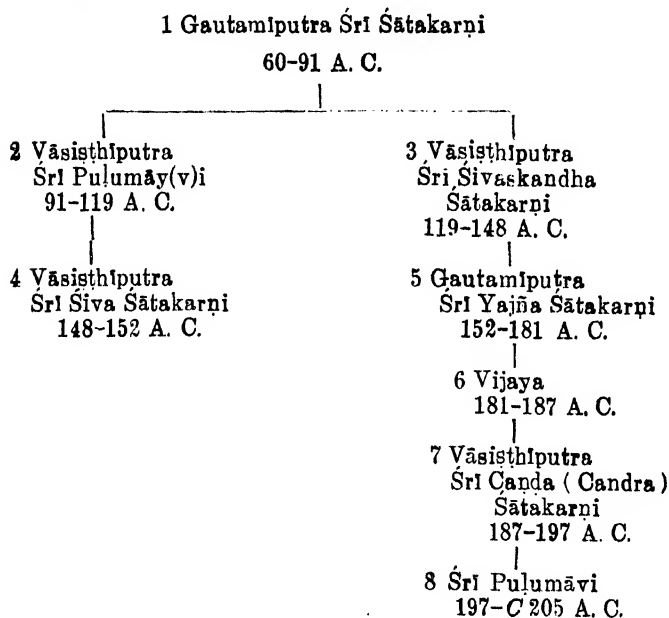 1 Gautamīputra Śrī Śātakarṇi
60-91 A. C.
2 Vāsiṣṭhīputra
Śrī Puḷumāy(v)i
91-119 A. C.
3 Vāsiṣṭhīputra
Śri Śivaskandha
Śātakarṇi
119-148 A. C.
4 Vāsiṣṭhīputra
Śrī Śiva Śātakarṇi
148-152 A. C.
5 Gautamīputra
Śrī Yajña Śātakarṇi
152-181 A. C.
6 Vijaya
181-187 A. C.
7 Vāsiṣṭhīputra
Śrī Caṇḍa ( Candra )
Śātakarṇi
187-197 A. C.
8 Śrī Puḷumāvi
197-C 205 A. C.